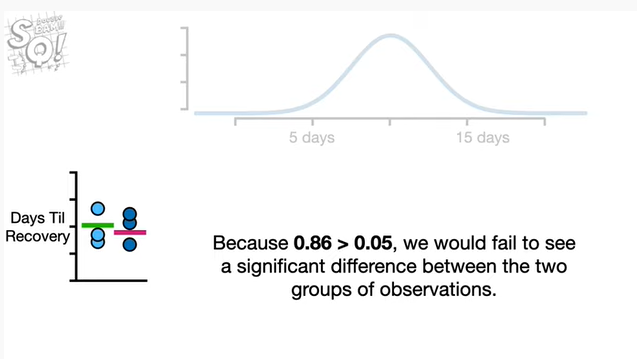 5 days
15 days
Days Til
Recovery
Because 0.86 > 0.05, we would fail to see
a significant difference between the two
groups of observations.